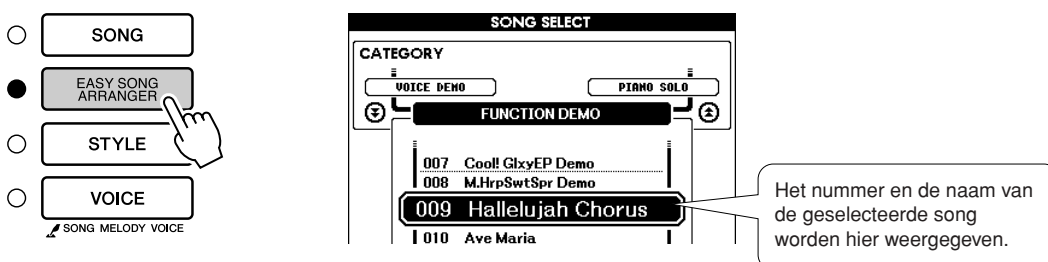 SONG
EASY SONG
ARRANGER
STYLE
VOICE
SONG MELODY VOICE
SONG SELECT
CATEGORY
VOICE DEMO
PIANO SOLO
FUNCTION DEMO
007 Cool! GlxyEP Demo
008 M.HrpSwtSpr Demo
009 Hallelujah Chorus
010 Ave Maria
Het nummer en de naam van
de geselecteerde song
worden hier weergegeven.